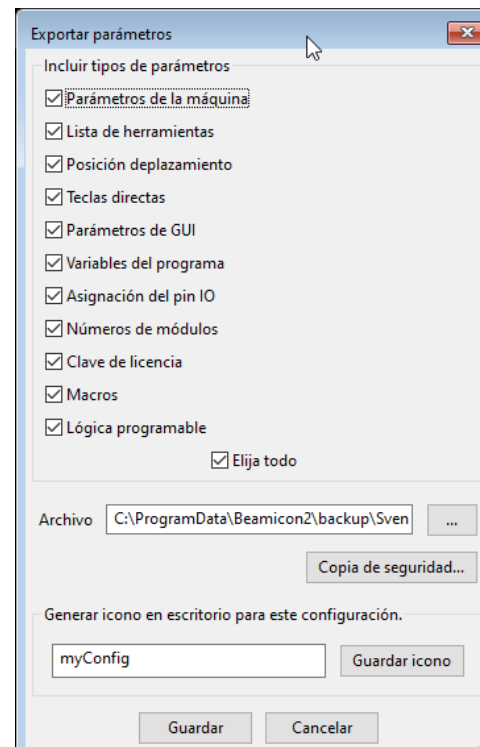 Exportar parámetros
Incluir tipos de parámetros
Parámetros de la máquina
Lista de herramientas
Posición deplazamiento
Teclas directas
Parámetros de GUI
Variables del programa
Asignación del pin IO
Números de módulos
Clave de licencia
Macros
Lógica programable
Elija todo
Archivo C:\ProgramData\Beamicon2\backup\Sven ...
Copia de seguridad...
Generar icono en escritorio para este configuración.
myConfig Guardar icono
Guardar Cancelar